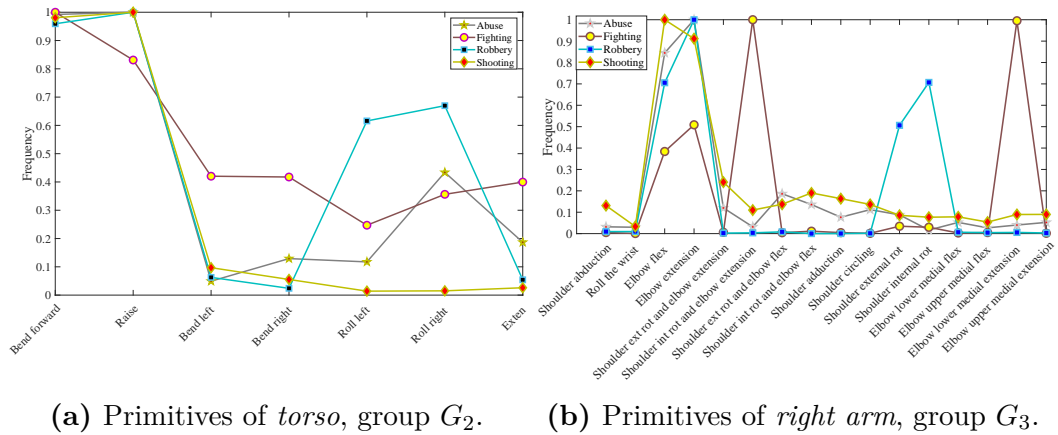 1
0.9
0.8
0.7
0.6
0.5
0.4
0.3
0.2
0.1
0
Frequency
Abuse
Fighting
Robbery
Shooting
Bend forward
Raise
Bend left
Bend right
Roll left
Roll right
Exten
(a) Primitives of torso, group G2.
1
0.9
0.8
0.7
0.6
0.5
0.4
0.3
0.2
0.1
0
Frequency
Abuse
Fighting
Robbery
Shooting
Shoulder abduction
Roll the wrist
Elbow flex
Elbow extension
Shoulder ext rot and elbow extension
Shoulder int rot and elbow extension
Shoulder ext rot and elbow flex
Shoulder int rot and elbow flex
Shoulder adduction
Shoulder circling
Shoulder external rot
Shoulder internal rot
Elbow lower medial flex
Elbow upper medial flex
Elbow lower medial extension
Elbow upper medial extension
(b) Primitives of right arm, group G3.